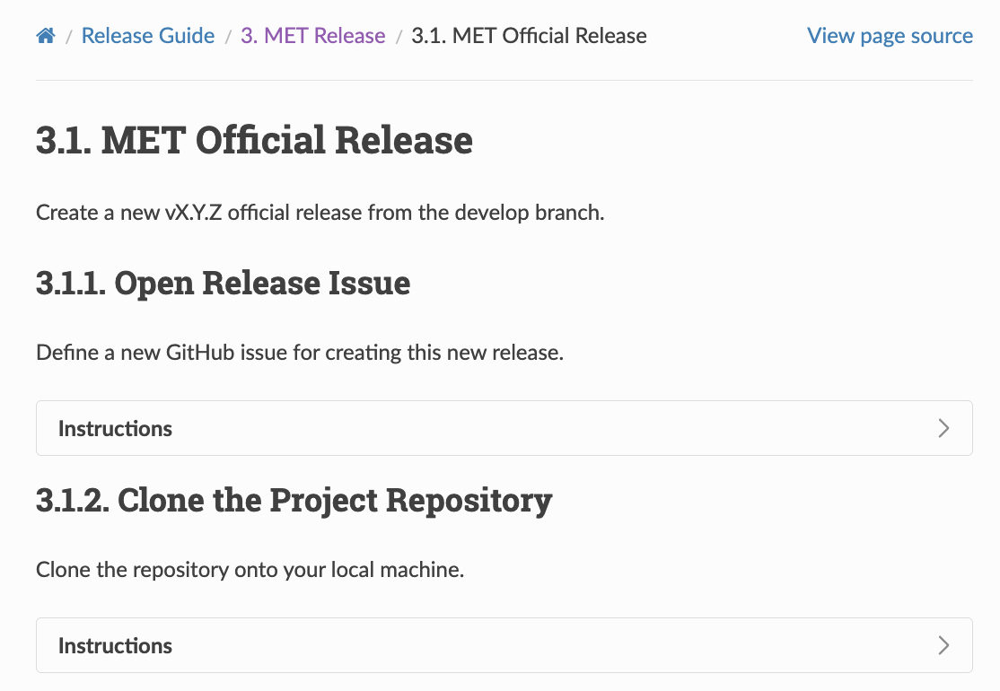 / Release Guide / 3. MET Release / 3.1. MET Official Release View page source
3.1. MET Official Release
Create a new vX.Y.Z official release from the develop branch.
3.1.1. Open Release Issue
Define a new GitHub issue for creating this new release.
Instructions
3.1.2. Clone the Project Repository
Clone the repository onto your local machine.
Instructions